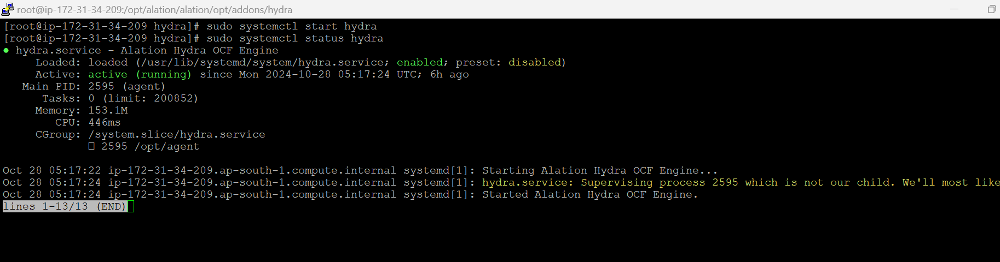 root@ip-172-31-34-209:/opt/alation/alation/opt/addons/hydra
[root@ip-172-31-34-209 hydra]# sudo systemctl start hydra
[root@ip-172-31-34-209 hydra]# sudo systemctl status hydra
● hydra.service - Alation Hydra OCF Engine
     Loaded: loaded (/usr/lib/systemd/system/hydra.service; enabled; preset: disabled)
     Active: active (running) since Mon 2024-10-28 05:17:24 UTC; 6h ago
   Main PID: 2595 (agent)
      Tasks: 0 (limit: 200852)
     Memory: 153.1M
        CPU: 446ms
     CGroup: /system.slice/hydra.service
             □ 2595 /opt/agent
Oct 28 05:17:22 ip-172-31-34-209.ap-south-1.compute.internal systemd[1]: Starting Alation Hydra OCF Engine...
Oct 28 05:17:24 ip-172-31-34-209.ap-south-1.compute.internal systemd[1]: hydra.service: Supervising process 2595 which is not our child. We'll most like
Oct 28 05:17:24 ip-172-31-34-209.ap-south-1.compute.internal systemd[1]: Started Alation Hydra OCF Engine.
lines 1-13/13 (END)